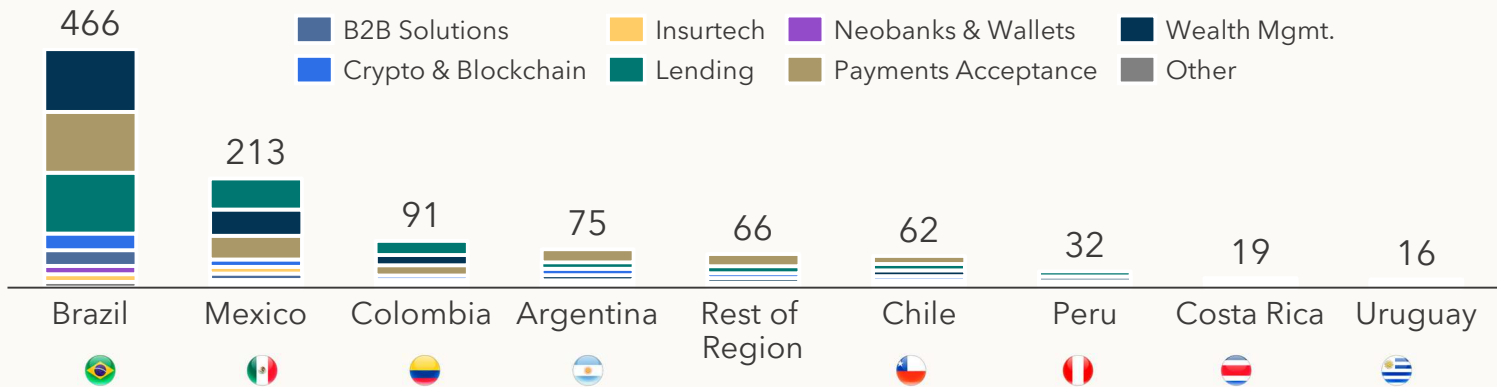 466
B2B Solutions Insurtech Neobanks & Wallets Wealth Mgmt.
Crypto & Blockchain Lending Payments Acceptance Other
213
91
75
66
62
32
19
16
Brazil Mexico Colombia Argentina Rest of Chile Peru Costa Rica Uruguay
Region